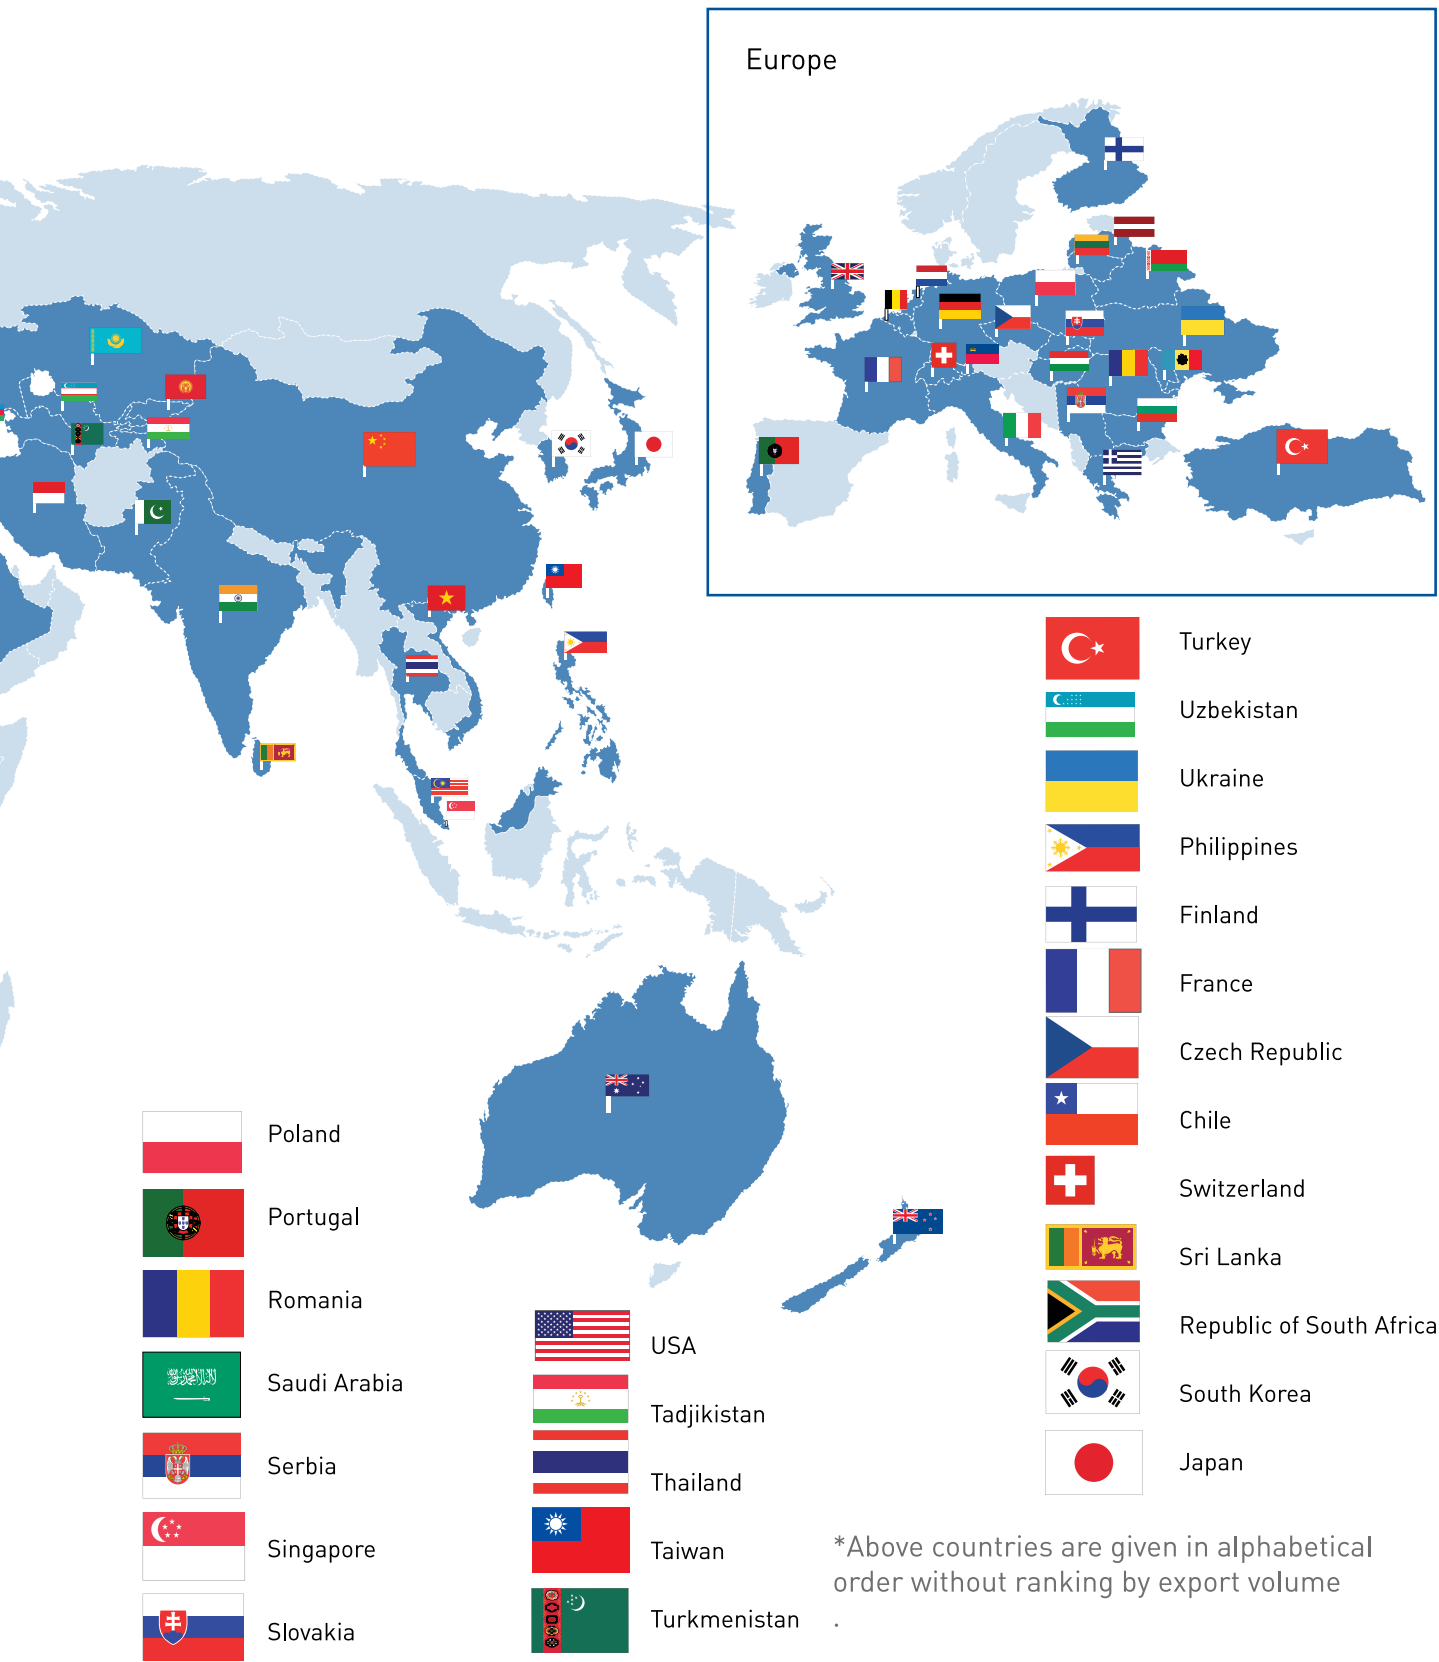 Europe
Poland
Portugal
Romania
Saudi Arabia
Serbia
Singapore
Slovakia
USA
Tadjikistan
Thailand
Taiwan
Turkmenistan
Turkey
Uzbekistan
Ukraine
Philippines
Finland
France
Czech Republic
Chile
Switzerland
Sri Lanka
Republic of South Africa
South Korea
Japan
*Above countries are given in alphabetical
order without ranking by export volume
.